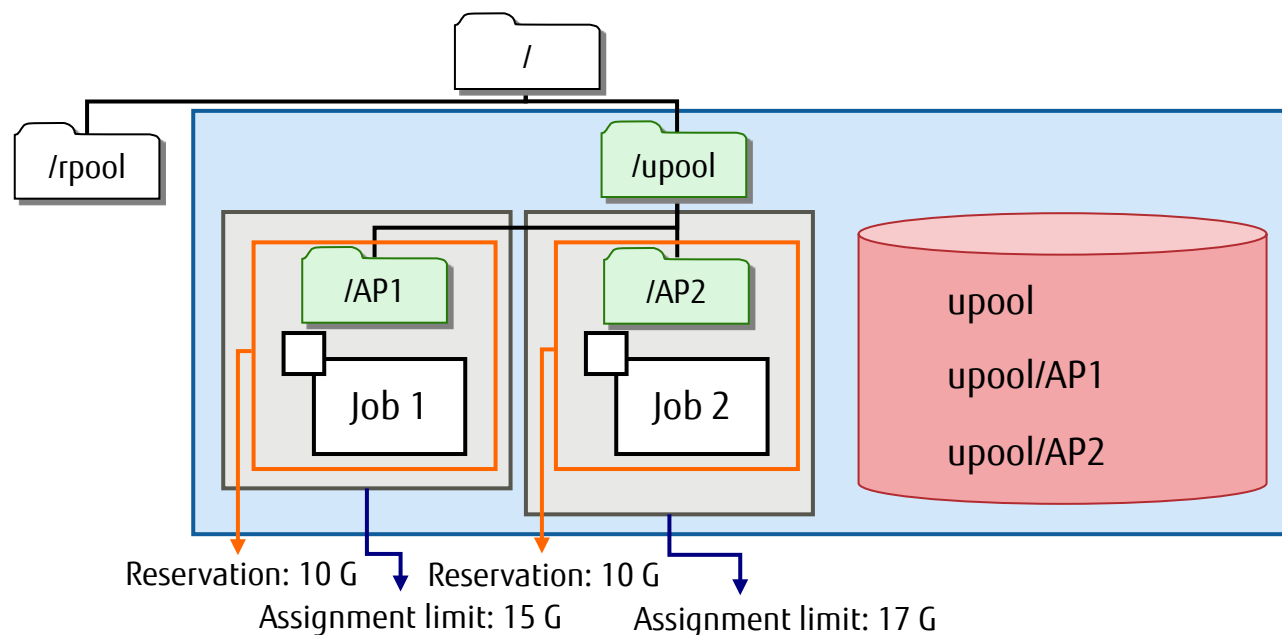 /
/rpool
/upool
/AP1
/AP2
Job 1
Job 2
upool
upool/AP1
upool/AP2
Reservation: 10 G
Reservation: 10 G
Assignment limit: 15 G
Assignment limit: 17 G